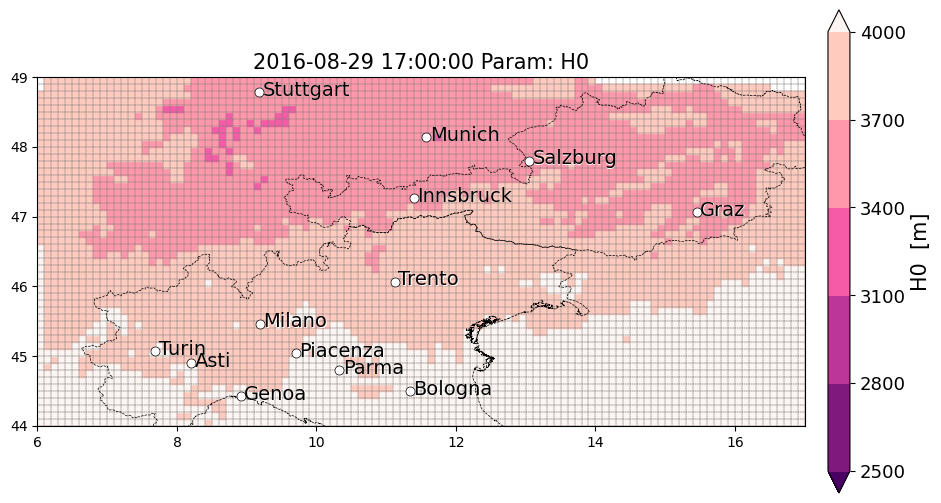 2016-08-29 17:00:00 Param: H0
49
48
47
46
45
44
6
8
10
12
14
16
Stuttgart
Munich
Salzburg
Innsbruck
Graz
Trento
Milano
Turin
Asti
Piacenza
Parma
Genoa
Bologna
4000
3700
3400
3100
2800
2500
H0 [m]